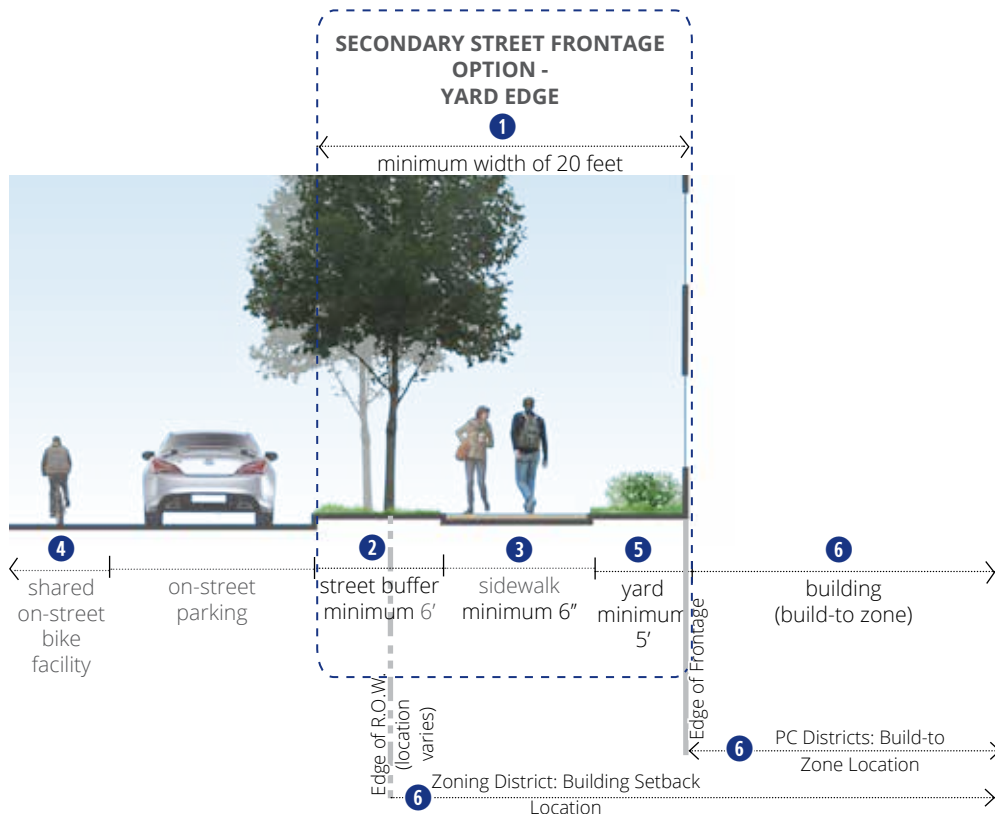 SECONDARY STREET FRONTAGE
OPTION -
YARD EDGE
1
minimum width of 20 feet
4
shared
on-street
bike
facility
on-street
parking
2
street buffer
minimum 6'
3
sidewalk
minimum 6”
5
yard
minimum
5'
6
building
(build-to zone)
Edge of R.O.W.
(location
varies)
Edge of Frontage
6
PC Districts: Build-to
Zone Location
6
Zoning District: Building Setback
Location